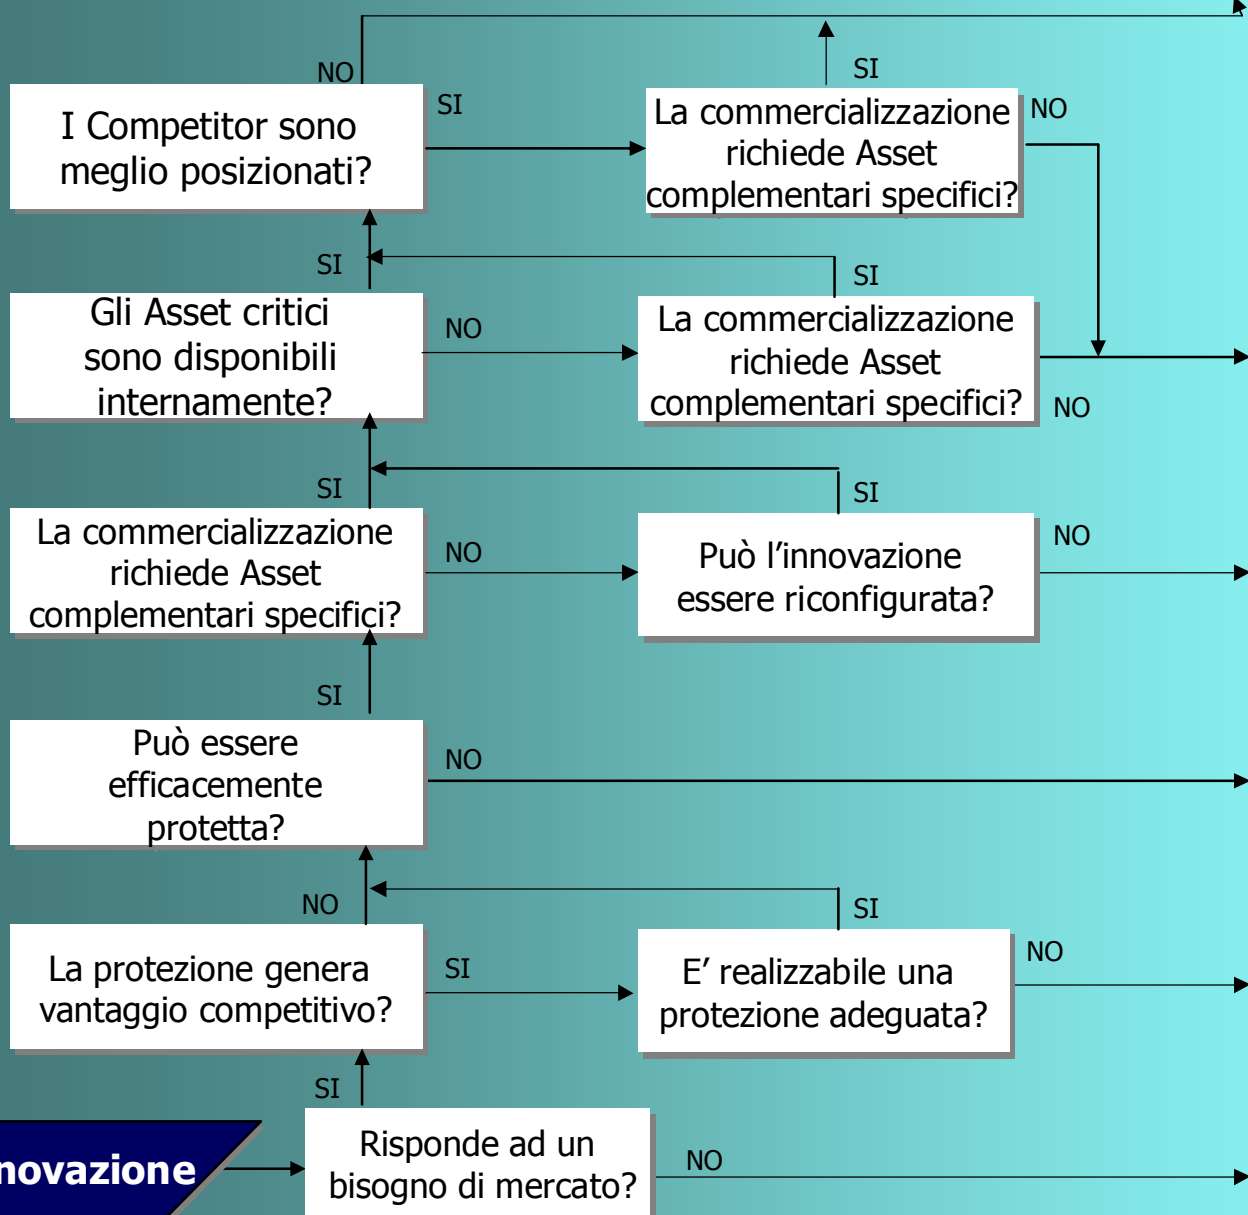 NO
SI
I Competitor sono
meglio posizionati?
SI
La commercializzazione
richiede Asset
complementari specifici?
NO
SI
Gli Asset critici
sono disponibili
internamente?
NO
SI
La commercializzazione
richiede Asset
complementari specifici?
NO
SI
La commercializzazione
richiede Asset
complementari specifici?
NO
SI
Può l’innovazione
essere riconfigurata?
NO
SI
Può essere
efficacemente
protetta?
NO
NO
La protezione genera
vantaggio competitivo?
SI
SI
E’ realizzabile una
protezione adeguata?
NO
SI
novazione
Risponde ad un
bisogno di mercato?
NO